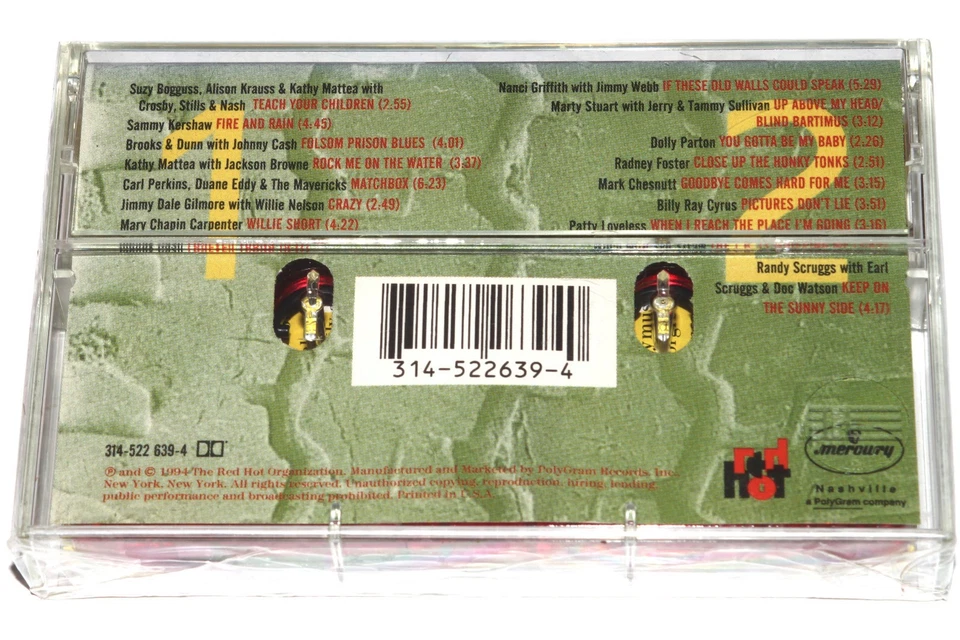 1
Suzy Bogguss, Alison Krauss & Kathy Mattea with
Crosby, Stills & Nash TEACH YOUR CHILDREN (2:55)
Sammy Kershaw FIRE AND RAIN (4:45)
Brooks & Dunn with Johnny Cash FOLSOM PRISON BLUES (4:01)
Kathy Mattea with Jackson Browne ROCK ME ON THE WATER (3:37)
Carl Perkins, Duane Eddy & The Mavericks MATCHBOX (6:23)
Jimmy Dale Gilmore with Willie Nelson CRAZY (2:49)
Mary Chapin Carpenter WILLIE SHORT (4:22)
2
Nanci Griffith with Jimmy Webb IF THESE OLD WALLS COULD SPEAK (5:29)
Marty Stuart with Jerry & Tammy Sullivan UP ABOVE MY HEAD/
BLIND BARTIMUS (3:12)
Dolly Parton YOU GOTTA BE MY BABY (2:26)
Radney Foster CLOSE UP THE HONKY TONKS (2:51)
Mark Chesnutt GOODBYE COMES HARD FOR ME (3:15)
Billy Ray Cyrus PICTURES DON'T LIE (3:51)
Patty Loveless WHEN I REACH THE PLACE I'M GOING (3:16)
Randy Scruggs with Earl
Scruggs & Doc Watson KEEP ON
THE SUNNY SIDE (4:17)
314-522639-4
314-522 639-4
℗ and © 1994 The Red Hot Organization. Manufactured and Marketed by PolyGram Records, Inc.
New York, New York. All rights reserved. Unauthorized copying, reproduction, hiring, lending,
public performance and broadcasting prohibited. Printed in U.S.A.
red
hot
mercury
Nashville
a PolyGram company